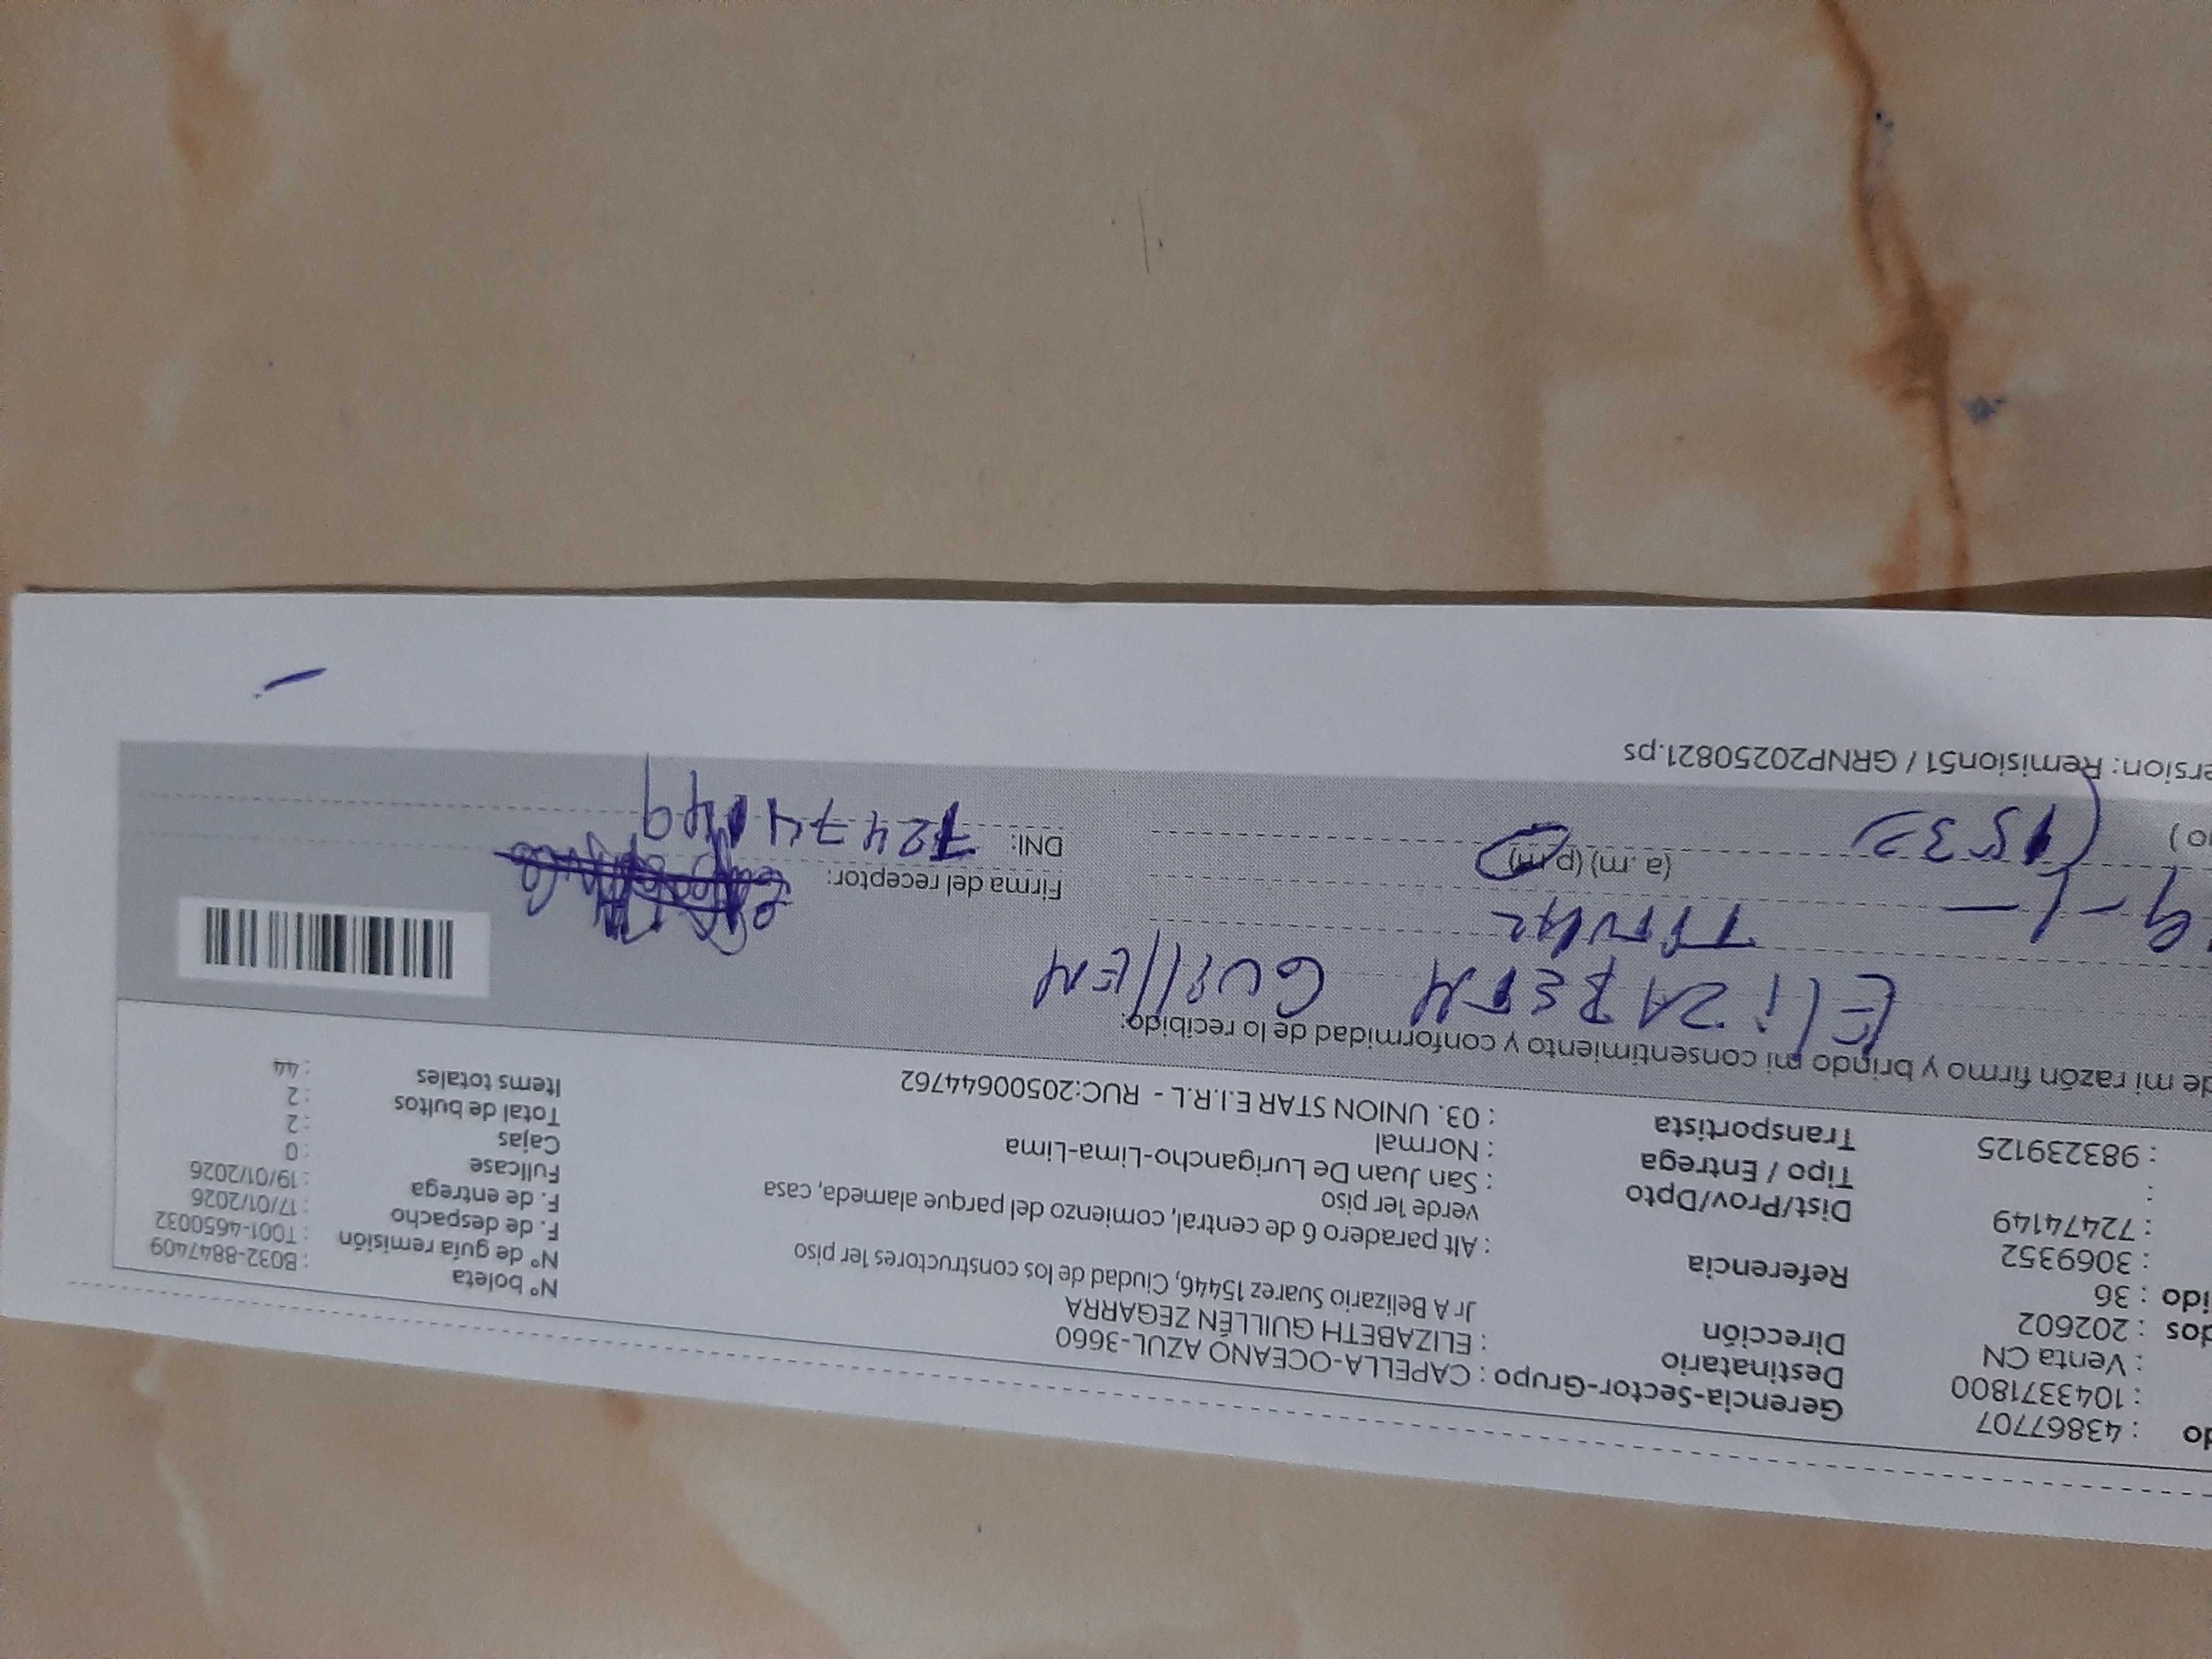 do : 43867707
: 1043371800
: Venta CN
dos : 202602
ido : 36
: 3069352
: 72474149
:
: 983239125
Gerencia-Sector-Grupo : CAPELLA-OCEANO AZUL-3660
Destinatario : ELIZABETH GUILLÉN ZEGARRA
Dirección
Jr A Belizario Suarez 15446, Ciudad de los constructores 1er piso
Referencia : Alt paradero 6 de central, comienzo del parque alameda, casa
verde 1er piso
Dist/Prov/Dpto : San Juan De Lurigancho-Lima-Lima
Tipo / Entrega : Normal
Transportista : 03. UNION STAR E.I.R.L - RUC:20500644762
N° boleta : B032-8847409
N° de guía remisión : T001-4650032
F. de despacho : 17/01/2026
F. de entrega : 19/01/2026
Fullcase : 0
Cajas : 2
Total de bultos : 2
Items totales : 44
de mi razón firmo y brindo mi consentimiento y conformidad de lo recibido:
ELiZABETH GUillEN
9-1-
(a .m) (p.m)
Firma del receptor:
DNI: 72474149
o )
(1533)
ersion: Remision51 / GRNP20250821.ps